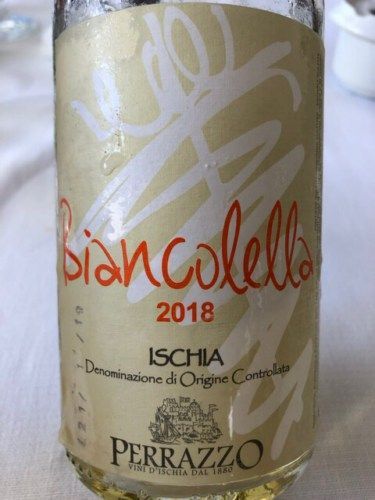 Biancolella
2018
ISCHIA
Denominazione di Origine Controllata
PERRAZZO
VINI D'ISCHIA DAL 1880